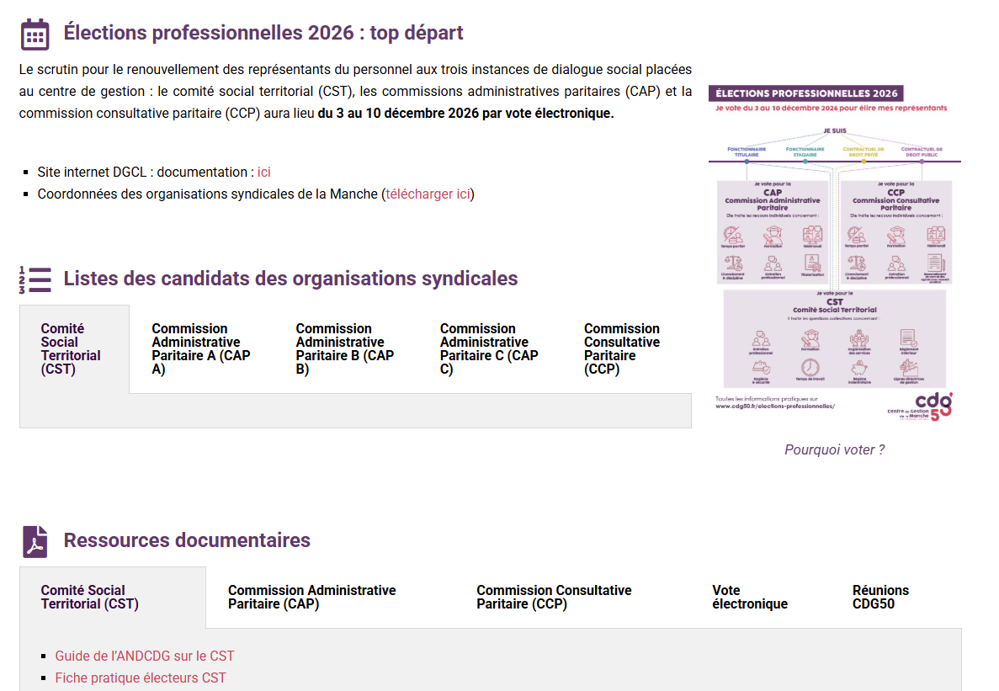 Élections professionnelles 2026 : top départ
Le scrutin pour le renouvellement des représentants du personnel aux trois instances de dialogue social placées
au centre de gestion : le comité social territorial (CST), les commissions administratives paritaires (CAP) et la
commission consultative paritaire (CCP) aura lieu du 3 au 10 décembre 2026 par vote électronique.
Site internet DGCL : documentation : ici
Coordonnées des organisations syndicales de la Manche (télécharger ici)
Listes des candidats des organisations syndicales
Comité
Social
Territorial
(CST)
Commission
Administrative
Paritaire A (CAP
A)
Commission
Administrative
Paritaire B (CAP
B)
Commission
Administrative
Paritaire C (CAP
C)
Commission
Consultative
Paritaire
(CCP)
ÉLECTIONS PROFESSIONNELLES 2026
Je vote du 3 au 10 décembre 2026 pour élire mes représentants
JE SUIS
FONCTIONNAIRE
TITULAIRE
FONCTIONNAIRE
STAGIAIRE
CONTRACTUEL DE
DROIT PRIVÉ
CONTRACTUEL DE
DROIT PUBLIC
Je vote pour la
CAP
Commission Administrative
Paritaire
Elle traite les recours individuels concernant :
Temps partiel
Formation
Télétravail
Licenciement
& discipline
Entretien
professionnel
Titularisation
Je vote pour la
CCP
Commission Consultative
Paritaire
Elle traite les recours individuels concernant :
Temps partiel
Formation
Télétravail
Licenciement
& discipline
Entretien
professionnel
Je vote pour le
CST
Comité Social Territorial
Il traite les questions collectives concernant :
Entretien
professionnel
Formation
Organisation
des services
Règlement
intérieur
Hygiène
& sécurité
Temps de travail
Régime
indemnitaire
Lignes directrices
de gestion
Toutes les informations pratiques sur
www.cdg50.fr/elections-professionnelles/
cdg
50
Centre de Gestion
de la Manche
Pourquoi voter ?
Ressources documentaires
Comité Social
Territorial (CST)
Commission Administrative
Paritaire (CAP)
Commission Consultative
Paritaire (CCP)
Vote
électronique
Réunions
CDG50
Guide de l'ANDCDG sur le CST
Fiche pratique électeurs CST